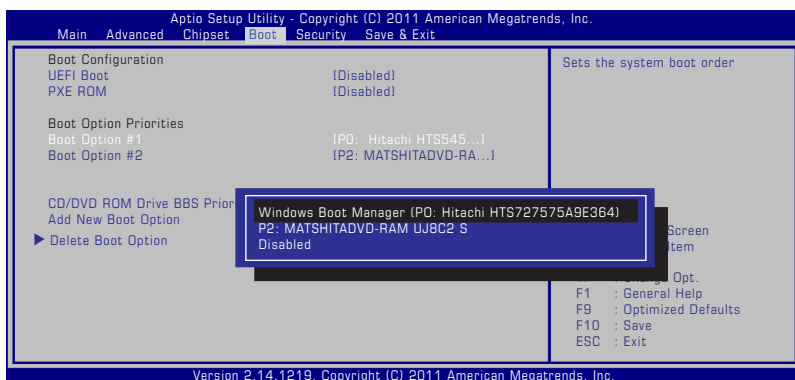 Aptio Setup Utility - Copyright (C) 2011 American Megatrends, Inc.
Main Advanced Chipset Boot Security Save & Exit
Boot Configuration
UEFI Boot [Disabled]
PXE ROM [Disabled]
Boot Option Priorities
Boot Option #1 [P0: Hitachi HTS545...]
Boot Option #2 [P2: MATSHITADVD-RA...]
CD/DVD ROM Drive BBS Prior
Add New Boot Option
Delete Boot Option
Windows Boot Manager (P0: Hitachi HTS727575A9E364)
P2: MATSHITADVD-RAM UJ8C2 S
Disabled
Sets the system boot order
Screen
Item
Opt.
F1 : General Help
F9 : Optimized Defaults
F10 : Save
ESC : Exit
Version 2.14.1219. Copyright (C) 2011 American Megatrends, Inc.